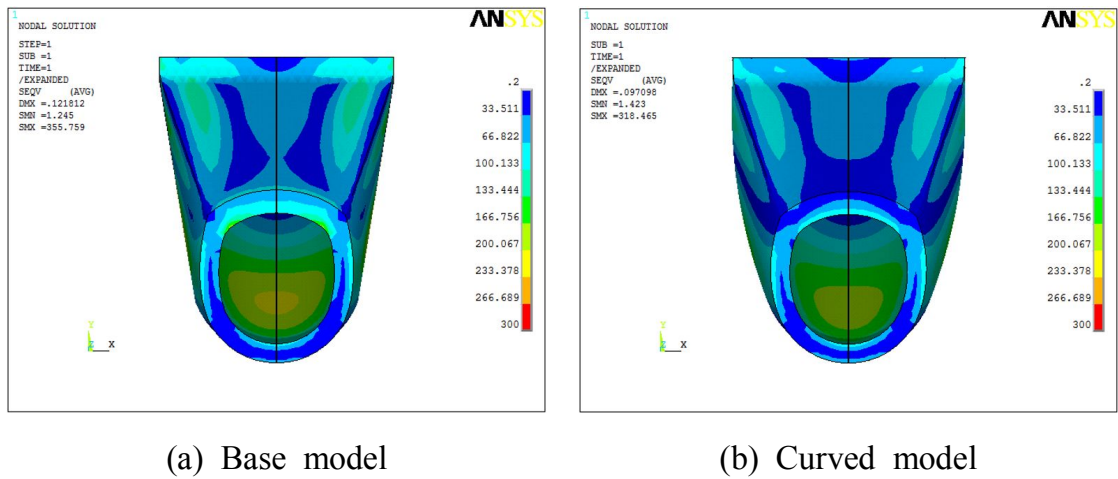 1
NODAL SOLUTION
STEP=1
SUB =1
TIME=1
/EXPANDED
SEQV (AVG)
DMX =.121812
SMN =1.245
SMX =355.759
ANSYS
.2
33.511
66.822
100.133
133.444
166.756
200.067
233.378
266.689
300
Y
Z X
(a) Base model
1
NODAL SOLUTION
SUB =1
TIME=1
/EXPANDED
SEQV (AVG)
DMX =.097098
SMN =1.423
SMX =318.465
ANSYS
.2
33.511
66.822
100.133
133.444
166.756
200.067
233.378
266.689
300
Y
Z X
(b) Curved model